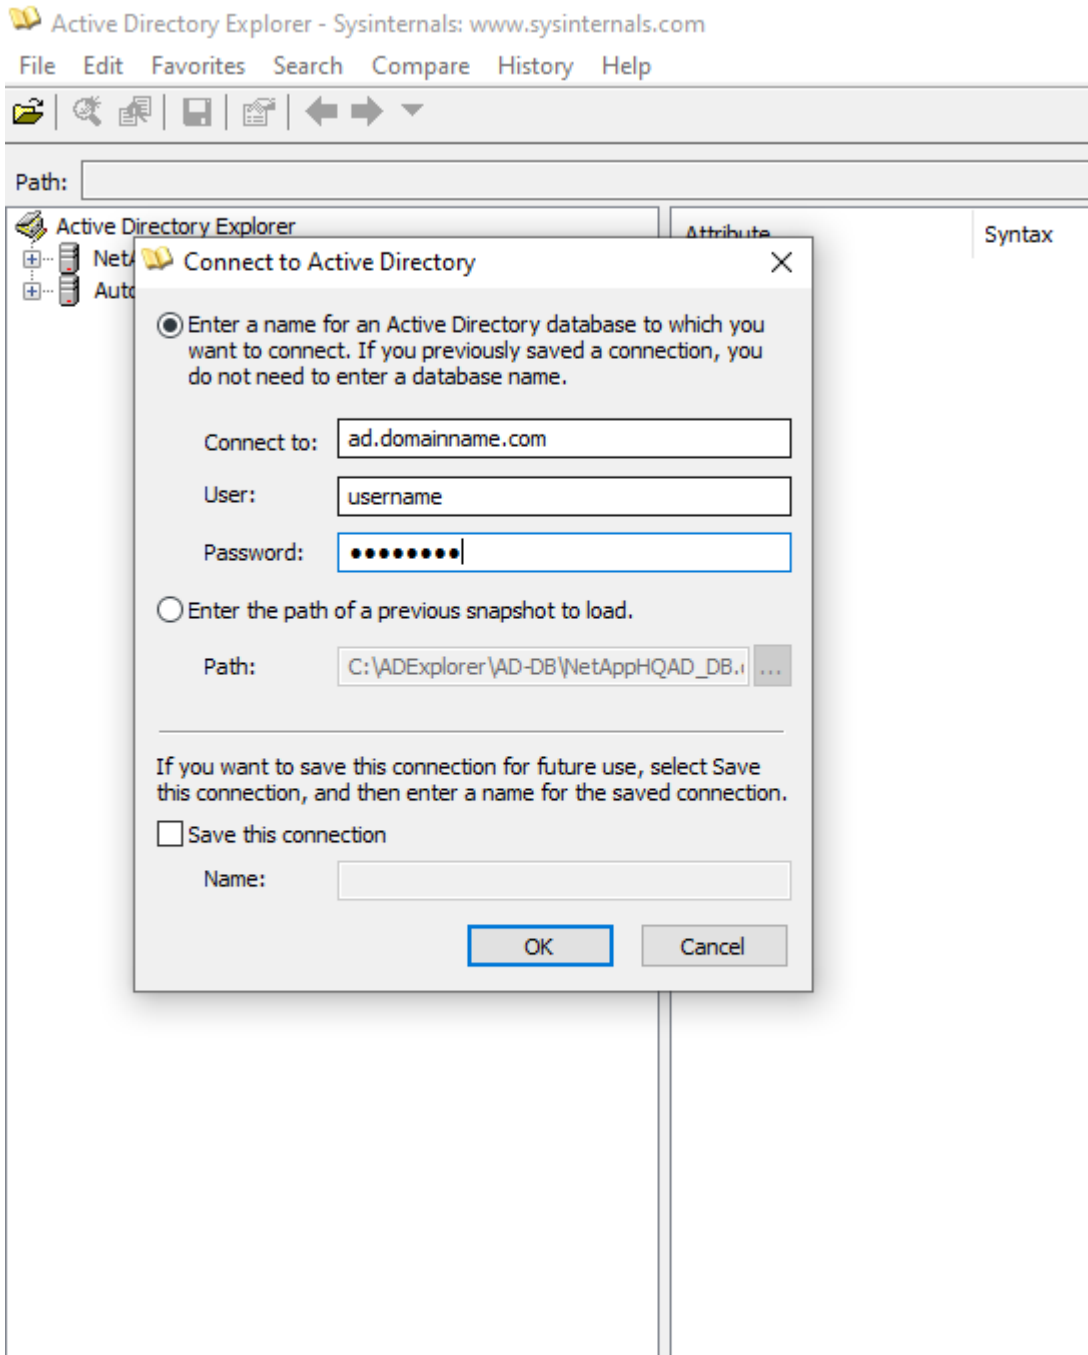 Active Directory Explorer - Sysinternals: www.sysinternals.com
File Edit Favorites Search Compare History Help
Path:
Active Directory Explorer
Attribute Syntax
NetA
Auto
Connect to Active Directory
Enter a name for an Active Directory database to which you
want to connect. If you previously saved a connection, you
do not need to enter a database name.
Connect to: ad.domainname.com
User: username
Password: ●●●●●●●●
Enter the path of a previous snapshot to load.
Path: C:\ADExplorer\AD-DB\NetAppHQAD_DB. ...
If you want to save this connection for future use, select Save
this connection, and then enter a name for the saved connection.
Save this connection
Name:
OK Cancel